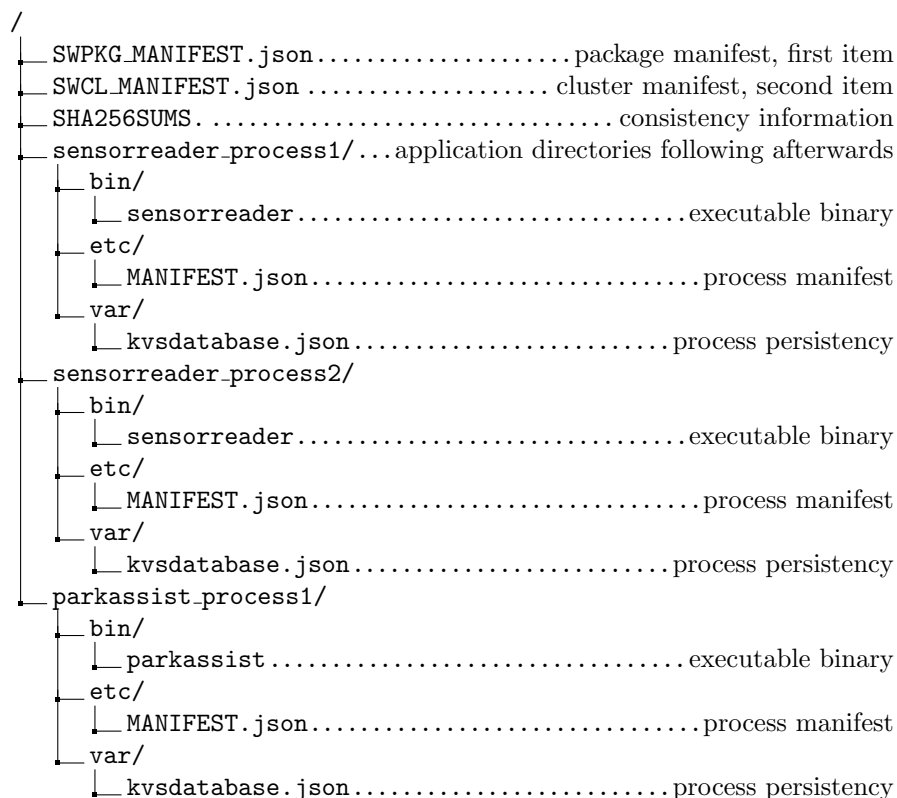 /
SWPKG_MANIFEST.json.....................package manifest, first item
SWCL_MANIFEST.json.....................cluster manifest, second item
SHA256SUMS...................................consistency information
sensorreader_process1/...application directories following afterwards
bin/
sensorreader................................executable binary
etc/
MANIFEST.json................................process manifest
var/
kvsdatabase.json..........................process persistency
sensorreader_process2/
bin/
sensorreader................................executable binary
etc/
MANIFEST.json................................process manifest
var/
kvsdatabase.json..........................process persistency
parkassist_process1/
bin/
parkassist..................................executable binary
etc/
MANIFEST.json................................process manifest
var/
kvsdatabase.json..........................process persistency